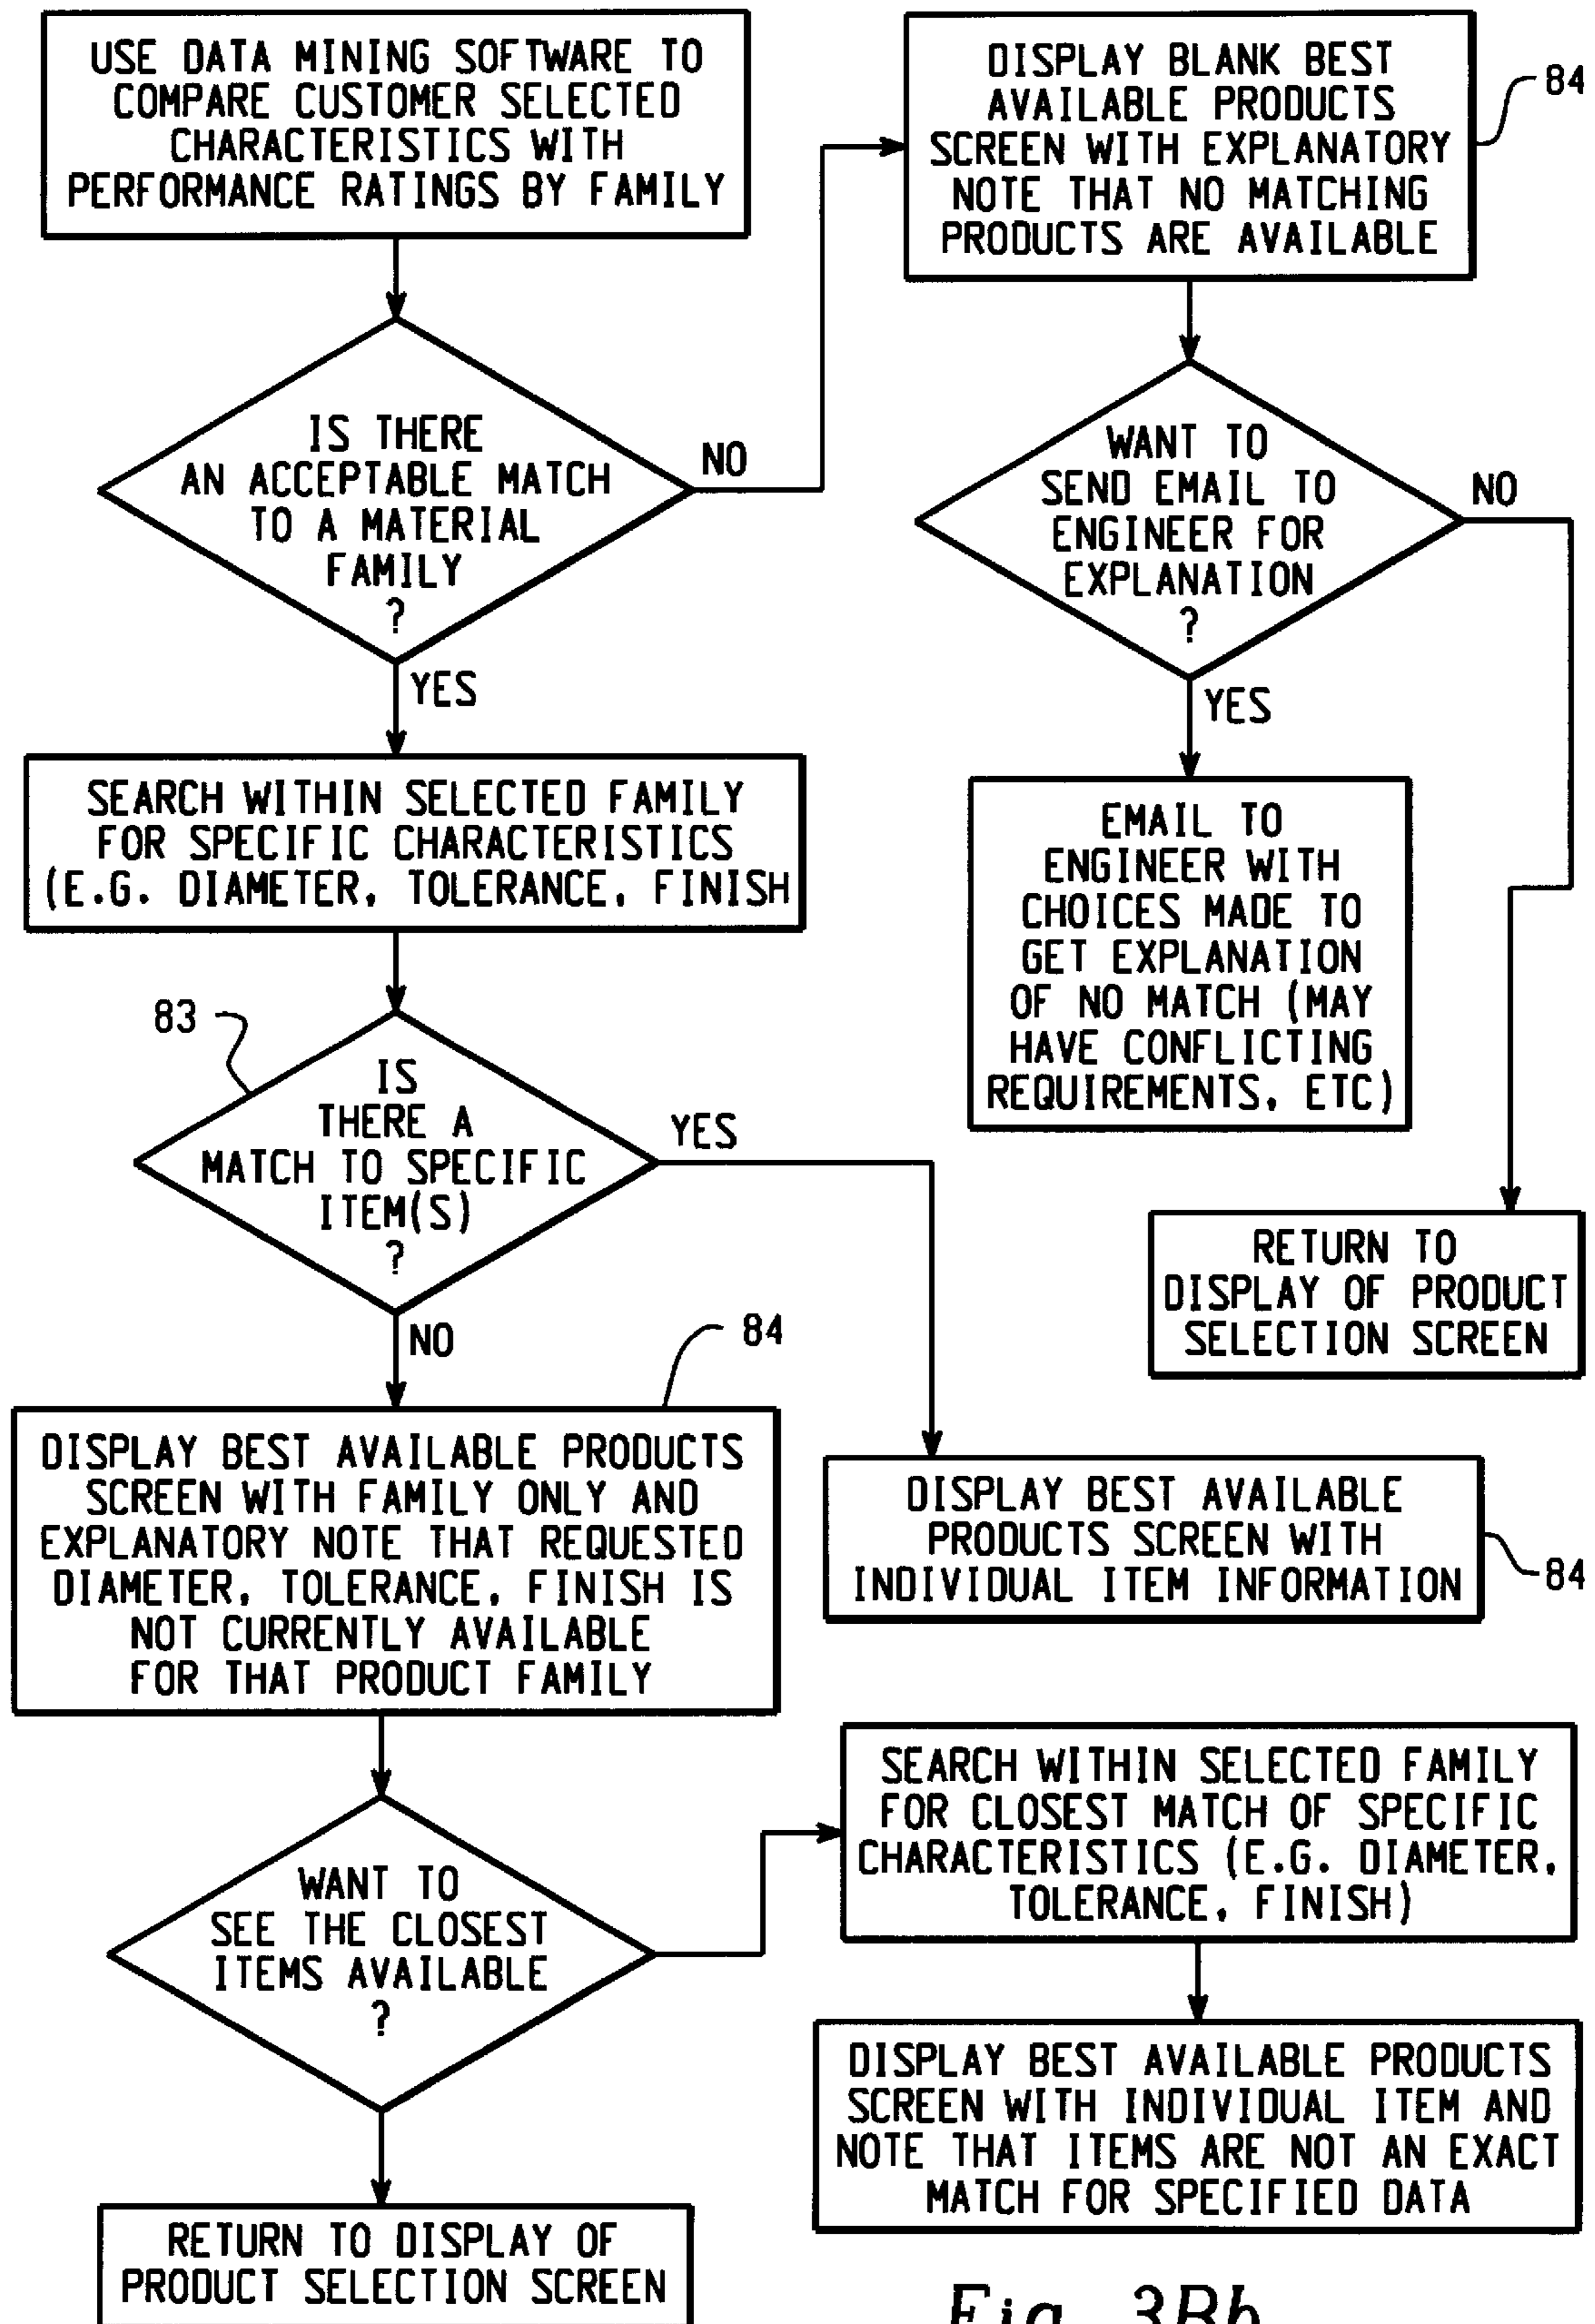 USE DATA MINING SOFTWARE TO
COMPARE CUSTOMER SELECTED
CHARACTERISTICS WITH
PERFORMANCE RATINGS BY FAMILY
DISPLAY BLANK BEST
AVAILABLE PRODUCTS
SCREEN WITH EXPLANATORY
NOTE THAT NO MATCHING
PRODUCTS ARE AVAILABLE
84
IS THERE
AN ACCEPTABLE MATCH
TO A MATERIAL
FAMILY
?
NO
YES
WANT TO
SEND EMAIL TO
ENGINEER FOR
EXPLANATION
?
NO
YES
SEARCH WITHIN SELECTED FAMILY
FOR SPECIFIC CHARACTERISTICS
(E.G. DIAMETER, TOLERANCE, FINISH
EMAIL TO
ENGINEER WITH
CHOICES MADE TO
GET EXPLANATION
OF NO MATCH (MAY
HAVE CONFLICTING
REQUIREMENTS, ETC)
83
IS
THERE A
MATCH TO SPECIFIC
ITEM(S)
?
YES
NO
RETURN TO
DISPLAY OF PRODUCT
SELECTION SCREEN
84
DISPLAY BEST AVAILABLE PRODUCTS
SCREEN WITH FAMILY ONLY AND
EXPLANATORY NOTE THAT REQUESTED
DIAMETER, TOLERANCE, FINISH IS
NOT CURRENTLY AVAILABLE
FOR THAT PRODUCT FAMILY
DISPLAY BEST AVAILABLE
PRODUCTS SCREEN WITH
INDIVIDUAL ITEM INFORMATION
84
WANT TO
SEE THE CLOSEST
ITEMS AVAILABLE
?
SEARCH WITHIN SELECTED FAMILY
FOR CLOSEST MATCH OF SPECIFIC
CHARACTERISTICS (E.G. DIAMETER,
TOLERANCE, FINISH)
DISPLAY BEST AVAILABLE PRODUCTS
SCREEN WITH INDIVIDUAL ITEM AND
NOTE THAT ITEMS ARE NOT AN EXACT
MATCH FOR SPECIFIED DATA
RETURN TO DISPLAY OF
PRODUCT SELECTION SCREEN
Fig. 3Bb